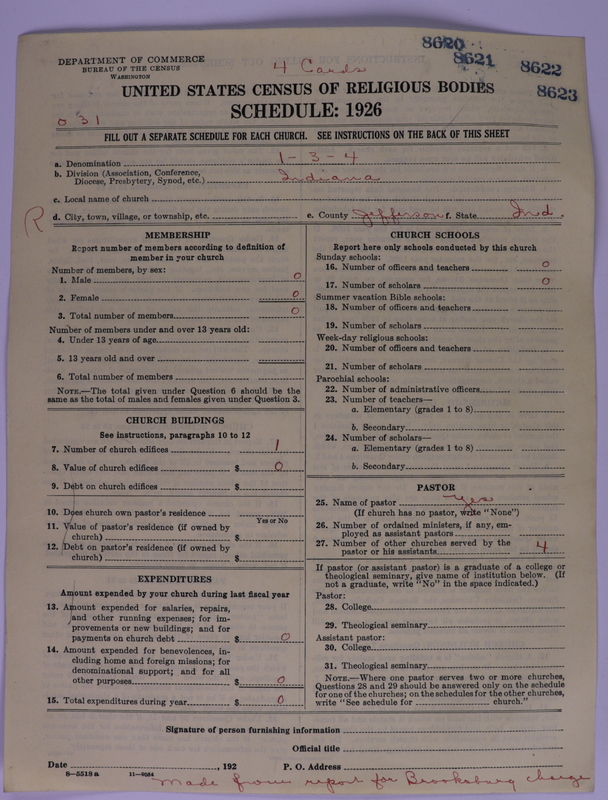 8620
8621
8622
8623
DEPARTMENT OF COMMERCE
BUREAU OF THE CENSUS
WASHINGTON
4 Cards
UNITED STATES CENSUS OF RELIGIOUS BODIES
SCHEDULE: 1926
0 3 1
FILL OUT A SEPARATE SCHEDULE FOR EACH CHURCH. SEE INSTRUCTIONS ON THE BACK OF THIS SHEET
a. Denomination 1-3-4
b. Division (Association, Conference,
Diocese, Presbytery, Synod, etc.) Indiana
c. Local name of church
R d. City, town, village, or township, etc. e. County Jefferson f. State Ind.
MEMBERSHIP
Report number of members according to definition of
member in your church
Number of members, by sex:
1. Male 0
2. Female 0
3. Total number of members 0
Number of members under and over 13 years old:
4. Under 13 years of age
5. 13 years old and over
6. Total number of members
NOTE.—The total given under Question 6 should be the
same as the total of males and females given under Question 3.
CHURCH BUILDINGS
See instructions, paragraphs 10 to 12
7. Number of church edifices 1
8. Value of church edifices $ 0
9. Debt on church edifices $
10. Does church own pastor's residence
Yes or No
11. Value of pastor's residence (if owned by
church) $
12. Debt on pastor's residence (if owned by
church) $
EXPENDITURES
Amount expended by your church during last fiscal year
13. Amount expended for salaries, repairs,
and other running expenses; for im-
provements or new buildings; and for
payments on church debt $ 0
14. Amount expended for benevolences, in-
cluding home and foreign missions; for
denominational support; and for all
other purposes $ 0
15. Total expenditures during year $ 0
CHURCH SCHOOLS
Report here only schools conducted by this church
Sunday schools:
16. Number of officers and teachers 0
17. Number of scholars 0
Summer vacation Bible schools:
18. Number of officers and teachers
19. Number of scholars
Week-day religious schools:
20. Number of officers and teachers
21. Number of scholars
Parochial schools:
22. Number of administrative officers
23. Number of teachers—
a. Elementary (grades 1 to 8)
b. Secondary
24. Number of scholars—
a. Elementary (grades 1 to 8)
b. Secondary
PASTOR
25. Name of pastor yes
(If church has no pastor, write "None")
26. Number of ordained ministers, if any, em-
ployed as assistant pastors
27. Number of other churches served by the
pastor or his assistants 4
If pastor (or assistant pastor) is a graduate of a college or
theological seminary, give name of institution below. (If
not a graduate, write "No" in the space indicated.)
Pastor:
28. College
29. Theological seminary
Assistant pastor:
30. College
31. Theological seminary
NOTE.—Where one pastor serves two or more churches,
Questions 28 and 29 should be answered only on the schedule
for one of the churches; on the schedules for the other churches,
write "See schedule for church."
Signature of person furnishing information
Official title
Date , 192 P. O. Address
8-5518 a
Made from report for Brooksburg charge